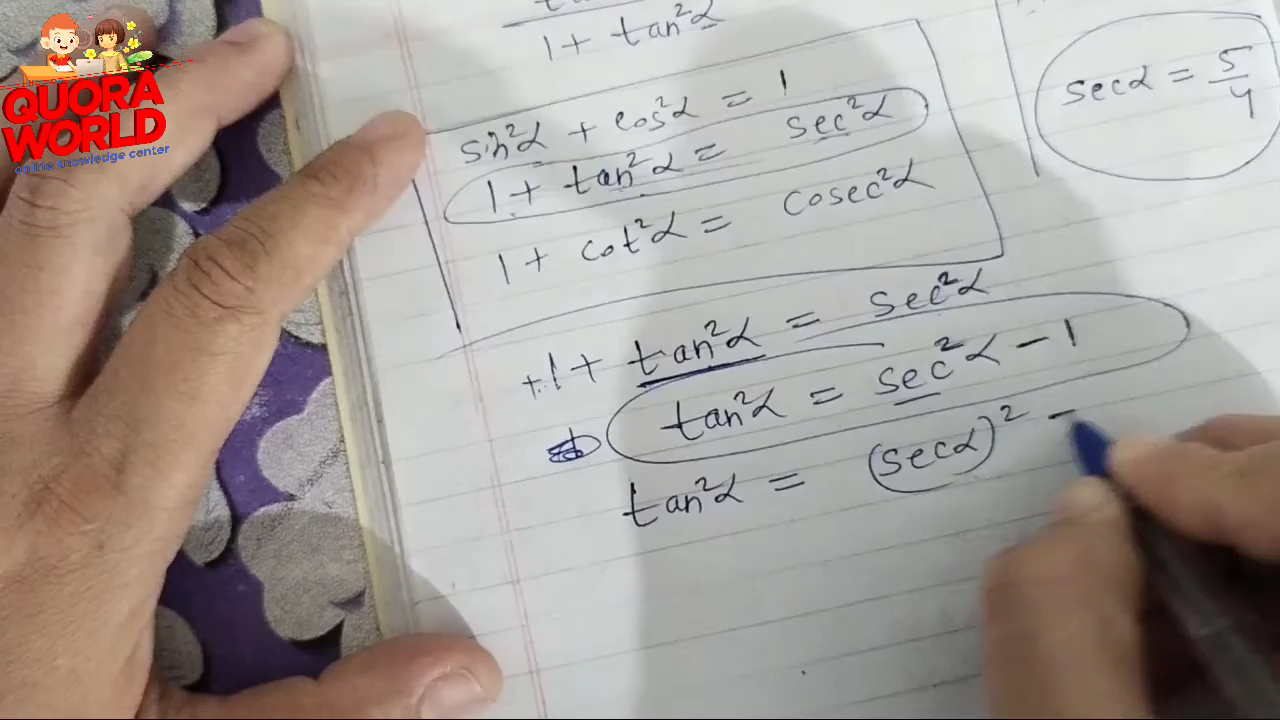 QUORA
WORLD
online knowledge center
1 + tan²α
sin²α + cos²α = 1
1 + tan²α = sec²α
1 + cot²α = cosec²α
secα = 5/4
+1 + tan²α = sec²α
tan²α = sec²α - 1
tan²α = (secα)² -